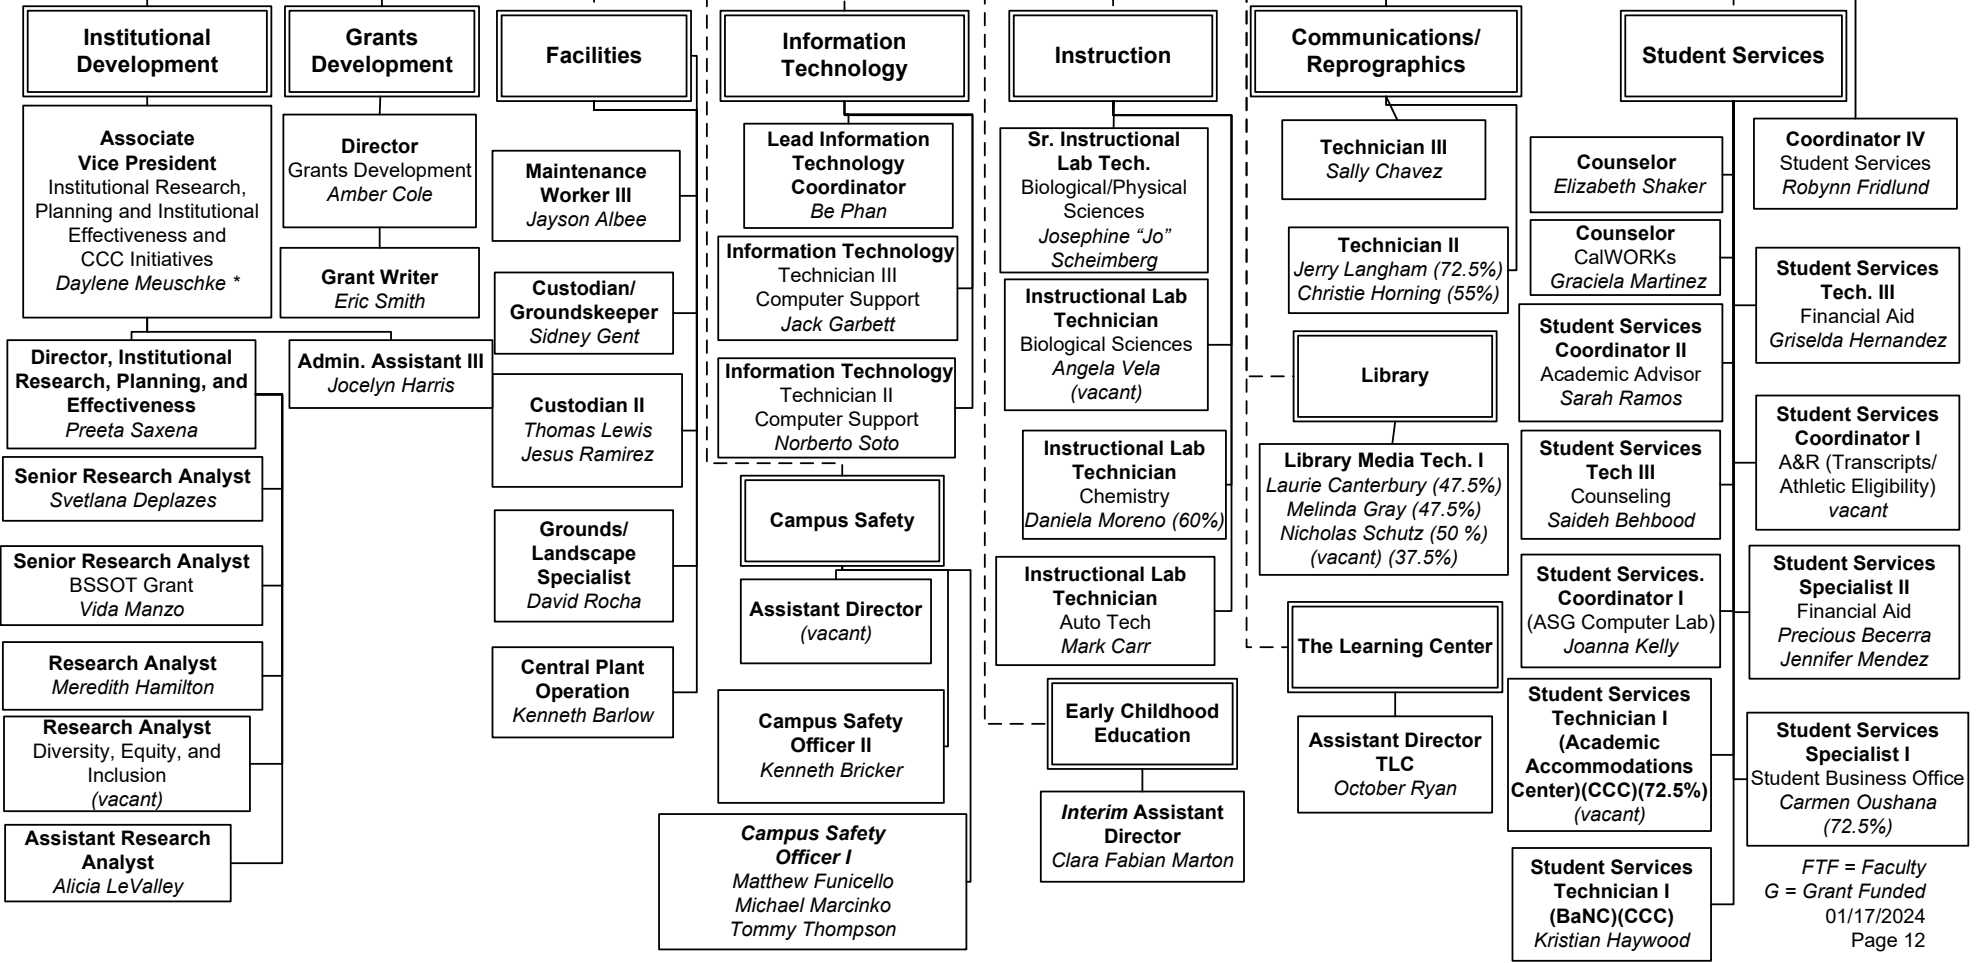 Institutional
Development
Associate
Vice President
Institutional Research,
Planning and Institutional
Effectiveness and
CCC Initiatives
Daylene Meuschke *
Director, Institutional
Research, Planning, and
Effectiveness
Preeta Saxena
Senior Research Analyst
Svetlana Deplazes
Senior Research Analyst
BSSOT Grant
Vida Manzo
Research Analyst
Meredith Hamilton
Research Analyst
Diversity, Equity, and
Inclusion
(vacant)
Assistant Research
Analyst
Alicia LeValley
Grants
Development
Director
Grants Development
Amber Cole
Grant Writer
Eric Smith
Admin. Assistant III
Jocelyn Harris
Facilities
Maintenance
Worker III
Jayson Albee
Custodian/
Groundskeeper
Sidney Gent
Custodian II
Thomas Lewis
Jesus Ramirez
Grounds/
Landscape
Specialist
David Rocha
Central Plant
Operation
Kenneth Barlow
Information
Technology
Lead Information
Technology
Coordinator
Be Phan
Information Technology
Technician III
Computer Support
Jack Garbett
Information Technology
Technician II
Computer Support
Norberto Soto
Campus Safety
Assistant Director
(vacant)
Campus Safety
Officer II
Kenneth Bricker
Campus Safety
Officer I
Matthew Funicello
Michael Marcinko
Tommy Thompson
Instruction
Sr. Instructional
Lab Tech.
Biological/Physical
Sciences
Josephine “Jo”
Scheimberg
Instructional Lab
Technician
Biological Sciences
Angela Vela
(vacant)
Instructional Lab
Technician
Chemistry
Daniela Moreno (60%)
Instructional Lab
Technician
Auto Tech
Mark Carr
Early Childhood
Education
Interim Assistant
Director
Clara Fabian Marton
Communications/
Reprographics
Technician III
Sally Chavez
Technician II
Jerry Langham (72.5%)
Christie Horning (55%)
Library
Library Media Tech. I
Laurie Canterbury (47.5%)
Melinda Gray (47.5%)
Nicholas Schutz (50 %)
(vacant) (37.5%)
The Learning Center
Assistant Director
TLC
October Ryan
Student Services
Counselor
Elizabeth Shaker
Counselor
CalWORKs
Graciela Martinez
Student Services
Coordinator II
Academic Advisor
Sarah Ramos
Student Services
Tech III
Counseling
Saideh Behbood
Student Services.
Coordinator I
(ASG Computer Lab)
Joanna Kelly
Student Services
Technician I
(Academic
Accommodations
Center)(CCC)(72.5%)
(vacant)
Student Services
Technician I
(BaNC)(CCC)
Kristian Haywood
Coordinator IV
Student Services
Robynn Fridlund
Student Services
Tech. III
Financial Aid
Griselda Hernandez
Student Services
Coordinator I
A&R (Transcripts/
Athletic Eligibility)
vacant
Student Services
Specialist II
Financial Aid
Precious Becerra
Jennifer Mendez
Student Services
Specialist I
Student Business Office
Carmen Oushana
(72.5%)
FTF = Faculty
G = Grant Funded
01/17/2024
Page 12